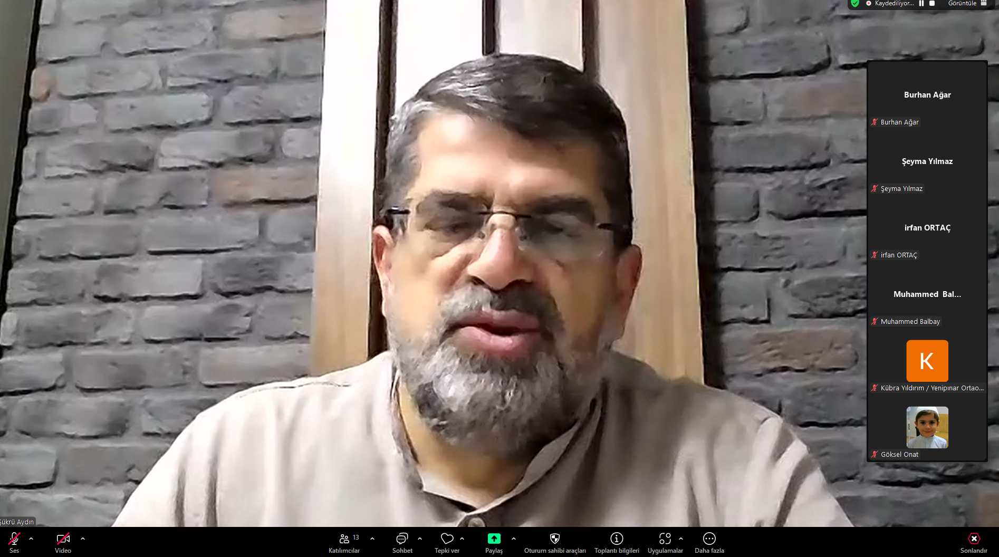 Kaydediliyor...
Görüntüle
Burhan Ağar
Burhan Ağar
Şeyma Yılmaz
Şeyma Yılmaz
irfan ORTAÇ
irfan ORTAÇ
Muhammed Bal...
Muhammed Balbay
K
Kübra Yıldırım / Yenipınar Ortao...
Göksel Onat
Şükrü Aydın
Ses
Video
Katılımcılar
13
Sohbet
Tepki ver
Paylaş
Oturum sahibi araçları
Toplantı bilgileri
Uygulamalar
Daha fazla
Sonlandır